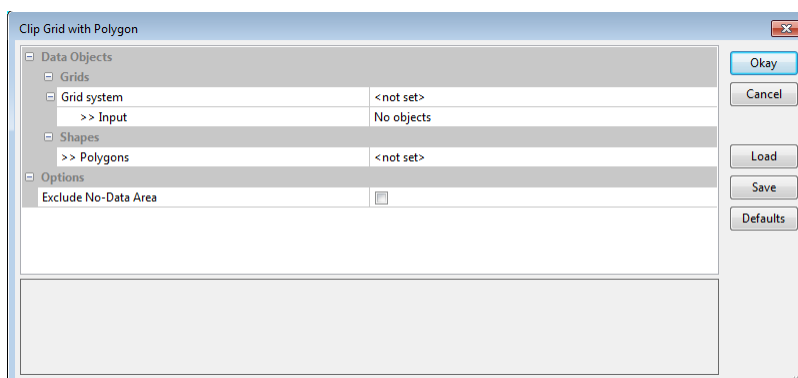 Clip Grid with Polygon
Data Objects
Grids
Grid system <not set>
>> Input No objects
Shapes
>> Polygons <not set>
Options
Exclude No-Data Area
Okay
Cancel
Load
Save
Defaults